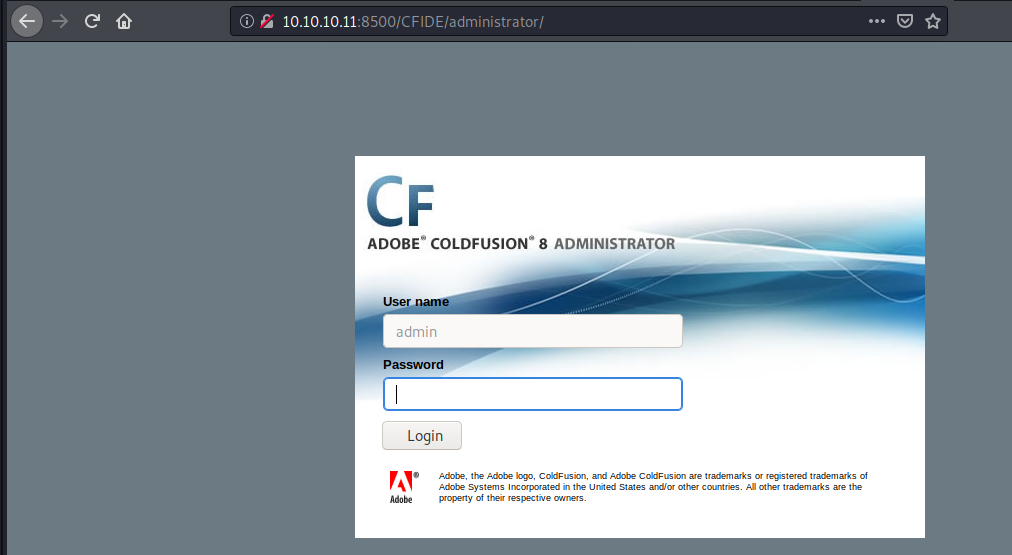 10.10.10.11:8500/CFIDE/administrator/
CF
ADOBE® COLDFUSION® 8 ADMINISTRATOR
User name
admin
Password
Login
Adobe, the Adobe logo, ColdFusion, and Adobe ColdFusion are trademarks or registered trademarks of
Adobe Systems Incorporated in the United States and/or other countries. All other trademarks are the
property of their respective owners.
Adobe